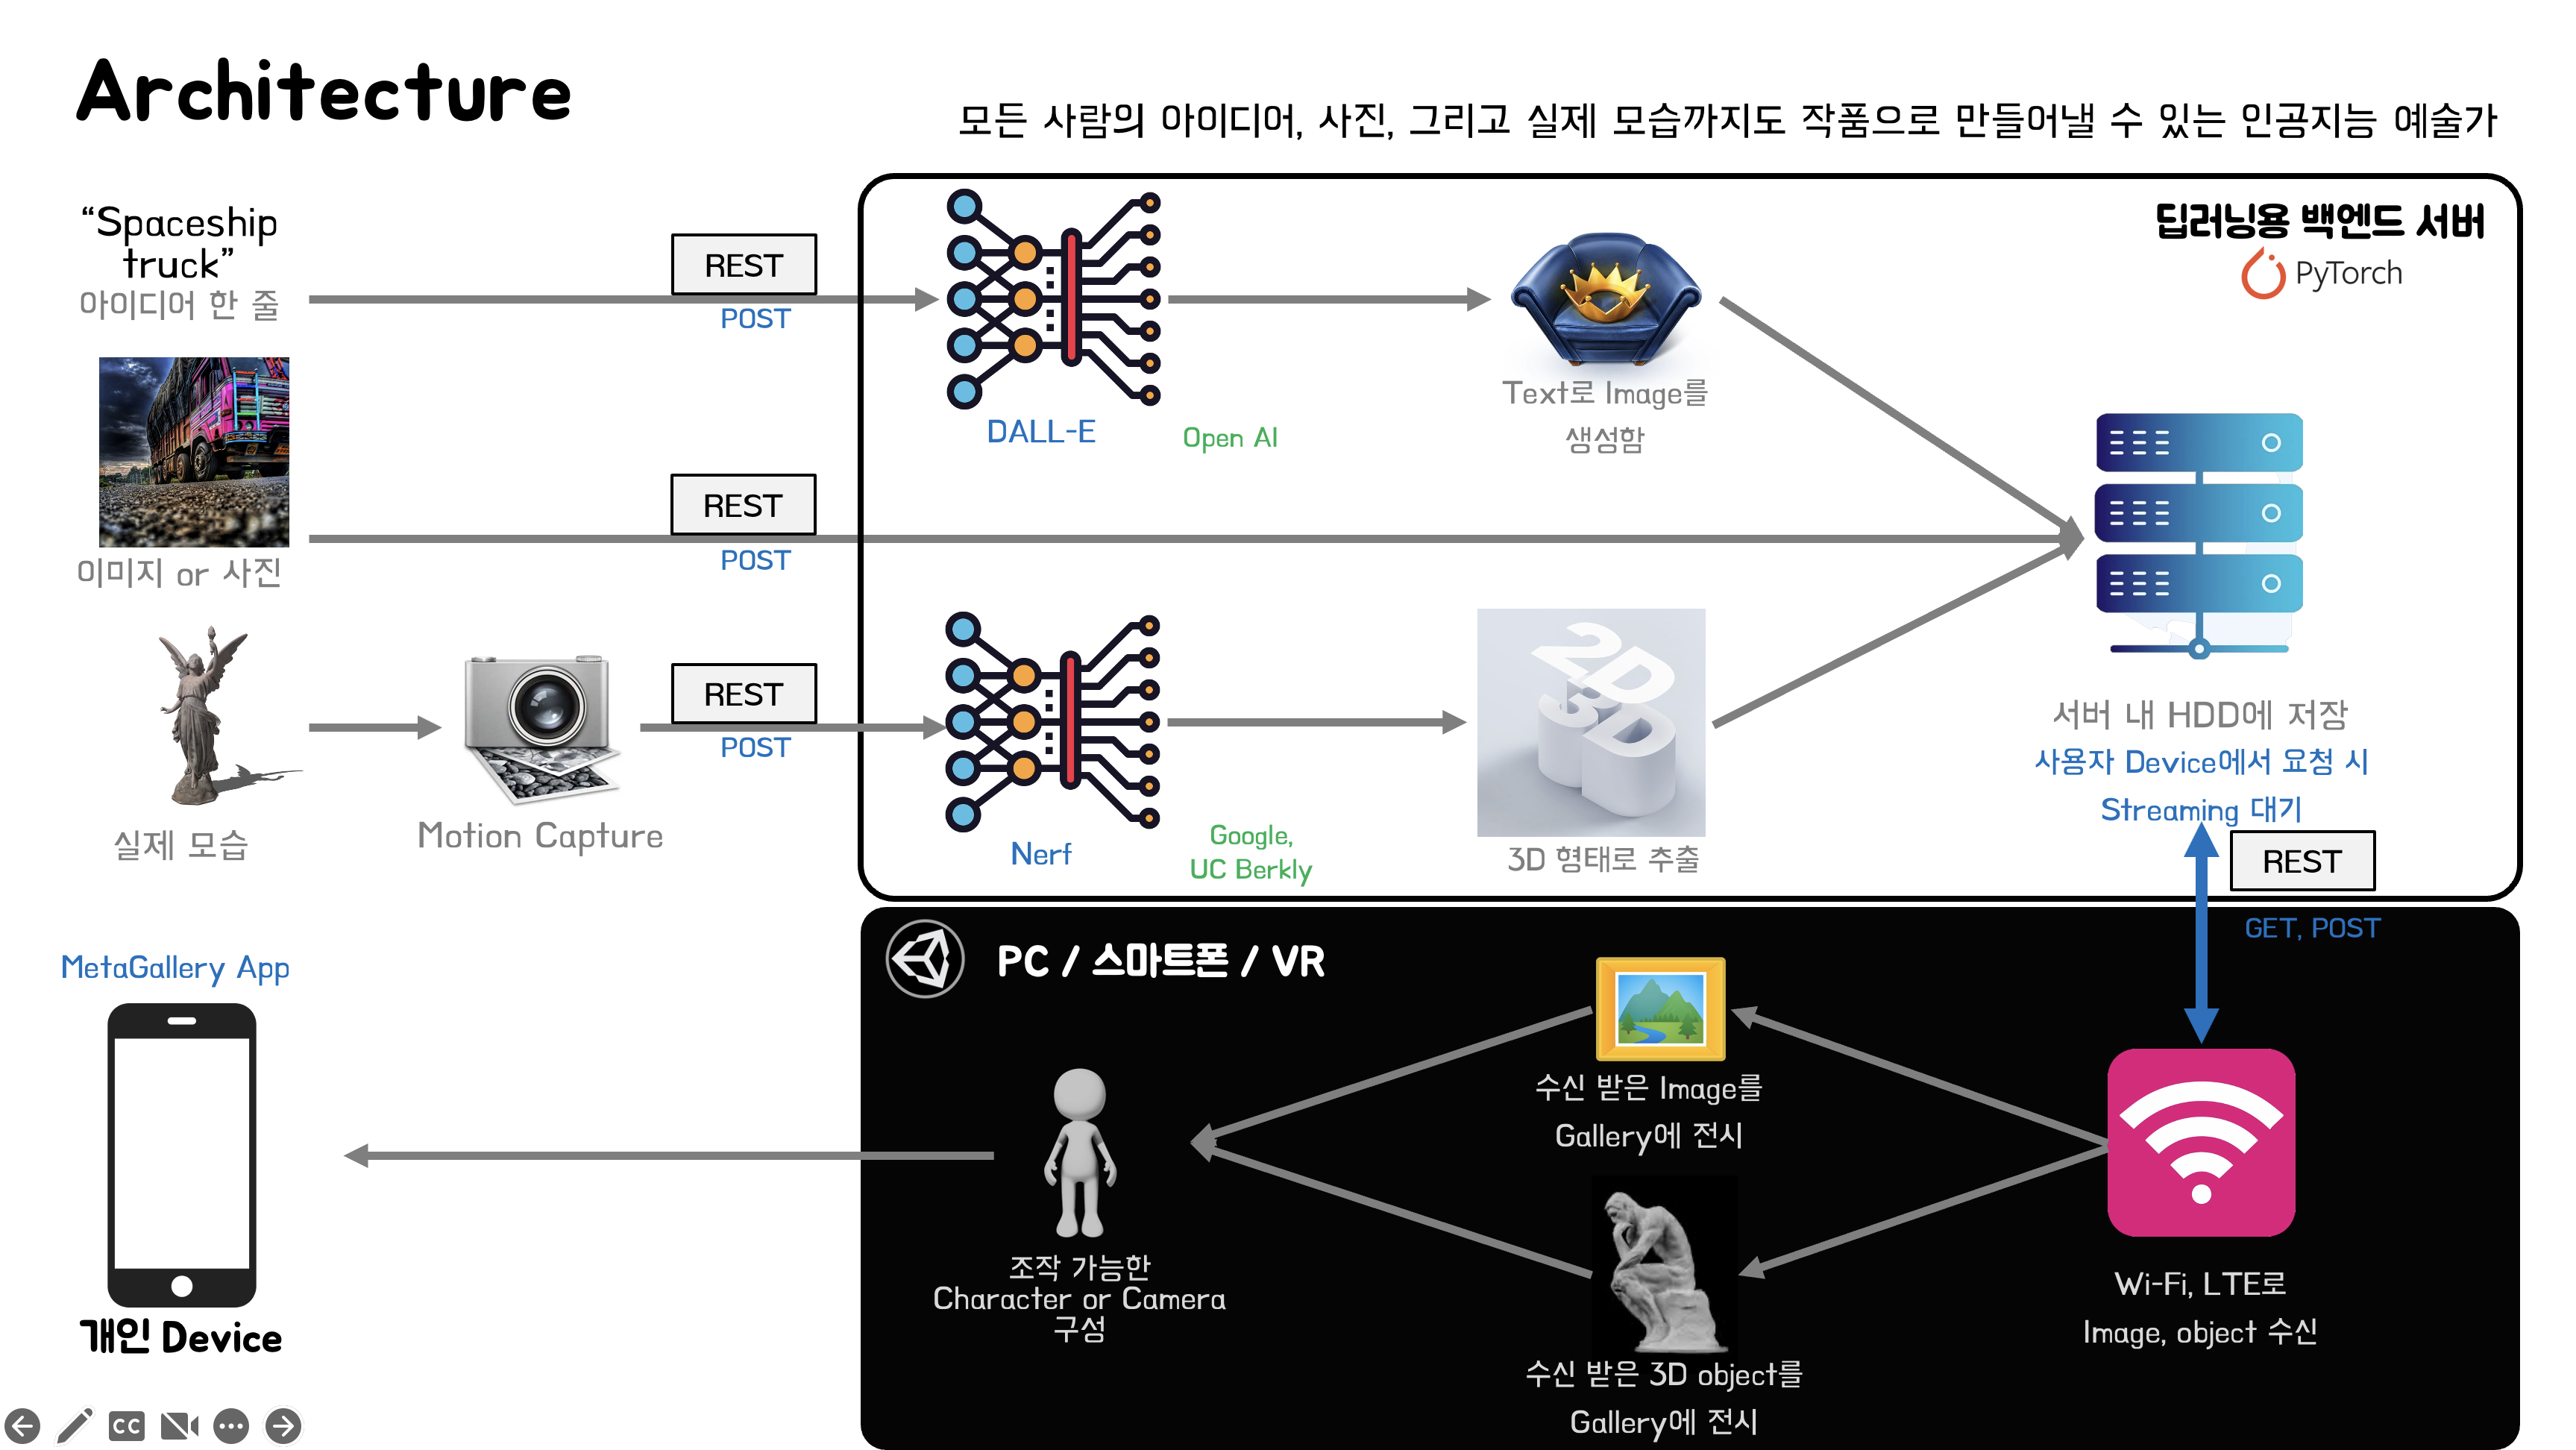 Architecture
모든 사람의 아이디어, 사진, 그리고 실제 모습까지도 작품으로 만들어낼 수 있는 인공지능 예술가
“Spaceship
truck”
아이디어 한 줄
REST
POST
DALL-E
Open AI
Text로 Image를
생성함
딥러닝용 백엔드 서버
PyTorch
이미지 or 사진
REST
POST
실제 모습
Motion Capture
REST
POST
Nerf
Google,
UC Berkly
2D
3D
3D 형태로 추출
서버 내 HDD에 저장
사용자 Device에서 요청 시
Streaming 대기
REST
GET, POST
PC / 스마트폰 / VR
MetaGallery App
개인 Device
조작 가능한
Character or Camera
구성
수신 받은 Image를
Gallery에 전시
수신 받은 3D object를
Gallery에 전시
Wi-Fi, LTE로
Image, object 수신
CC